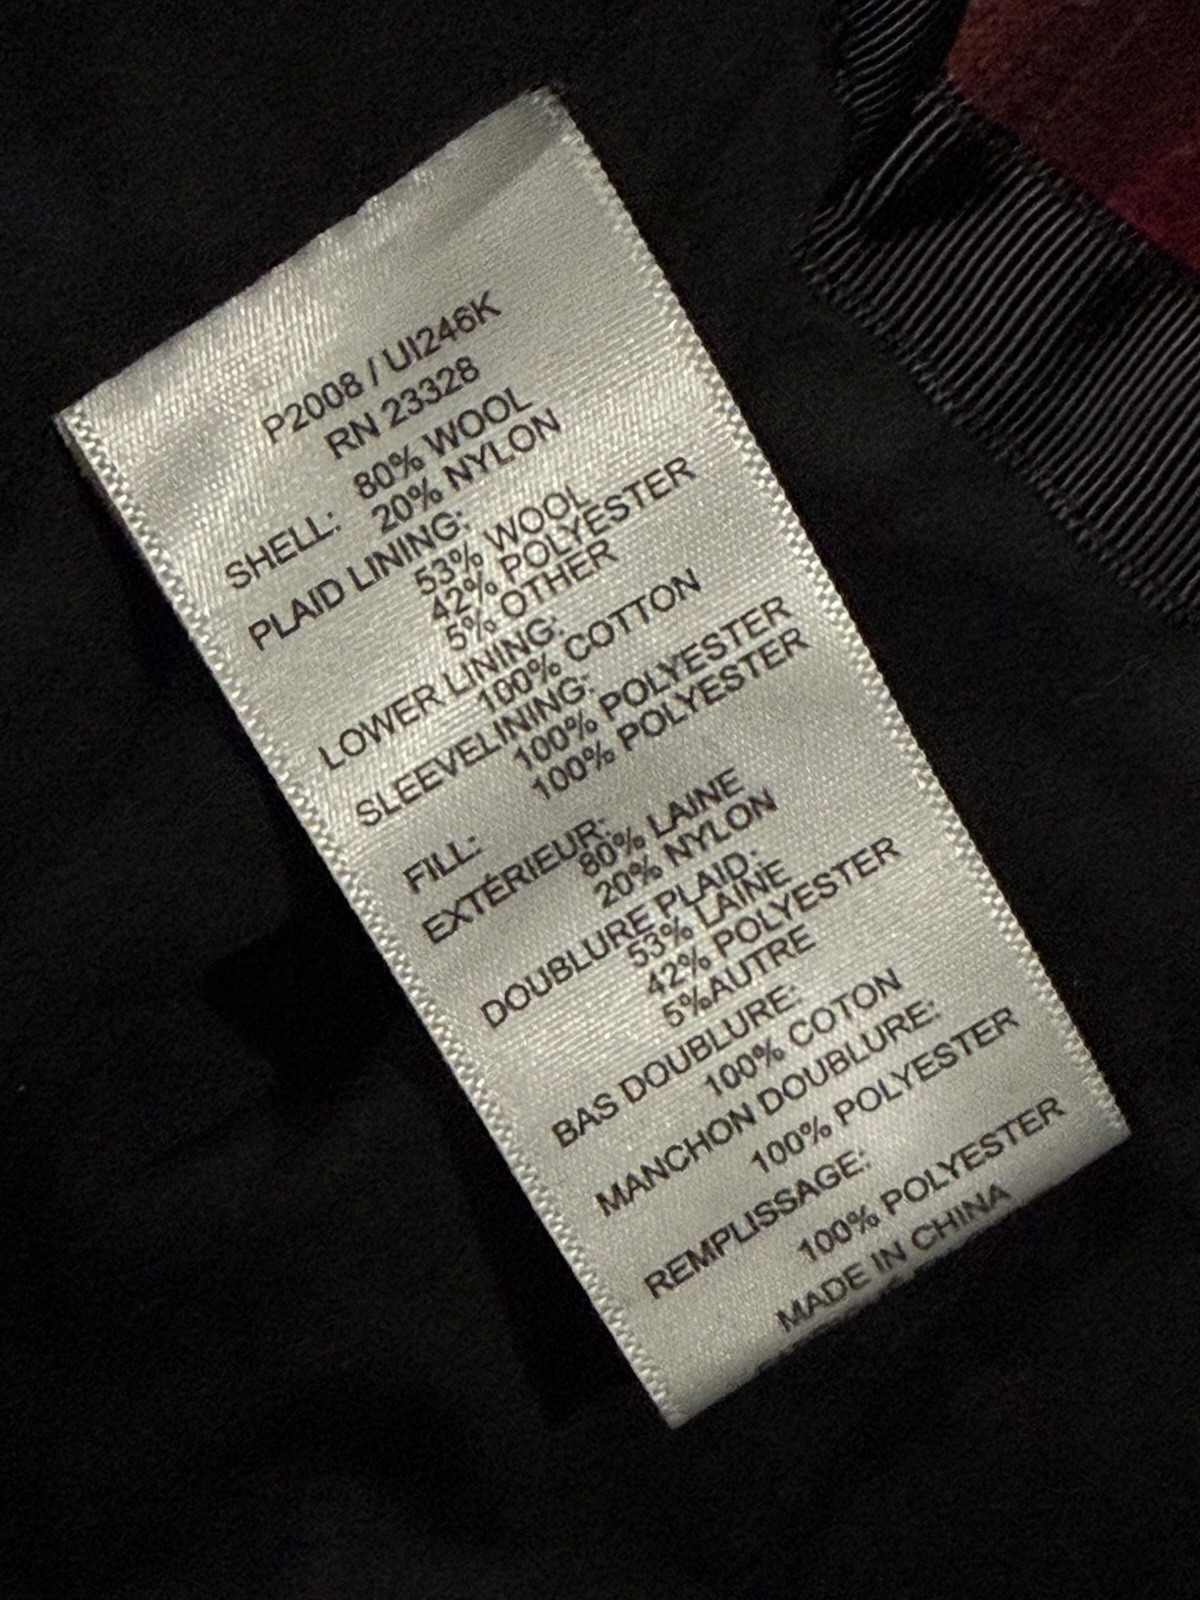 P2008 / UI246K
RN 23328
80% WOOL
SHELL: 20% NYLON
PLAID LINING:
53% WOOL
42% POLYESTER
5% OTHER
LOWER LINING:
100% COTTON
SLEEVELINING:
100% POLYESTER
FILL: 100% POLYESTER
EXTÉRIEUR:
80% LAINE
20% NYLON
DOUBLURE PLAID:
53% LAINE
42% POLYESTER
5%AUTRE
BAS DOUBLURE:
100% COTON
MANCHON DOUBLURE:
100% POLYESTER
REMPLISSAGE:
100% POLYESTER
MADE IN CHINA